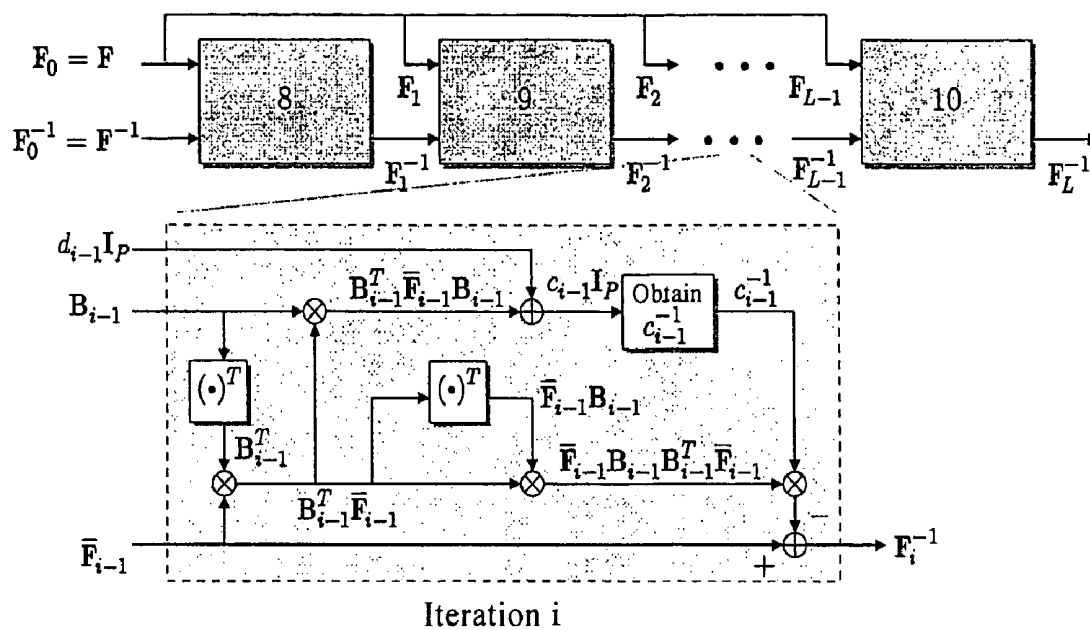 F₀ = F
F₀⁻¹ = F⁻¹
8
F₁
F₁⁻¹
9
F₂
F₂⁻¹
• • •
• • •
F_{L−1}
F_{L−1}⁻¹
10
F_L⁻¹
d_{i−1}I_P
B_{i−1}
B_{i−1}^T F̅_{i−1}B_{i−1}
c_{i−1}I_P
Obtain
c_{i−1}⁻¹
c_{i−1}⁻¹
(•)^T
(•)^T
F̅_{i−1}B_{i−1}
B_{i−1}^T
F̅_{i−1}B_{i−1}B_{i−1}^T F̅_{i−1}
B_{i−1}^T F̅_{i−1}
−
F̅_{i−1}
+
F_i⁻¹
Iteration i